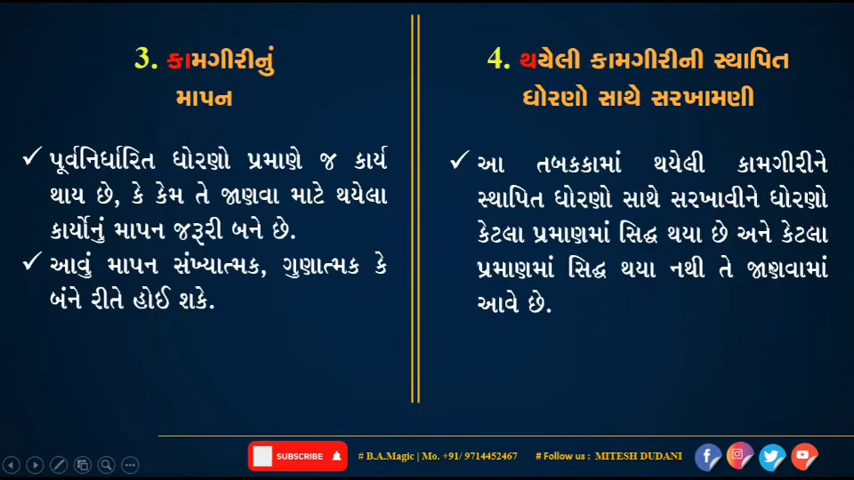 3. કામગીરીનું
માપન
✓ પૂર્વનિર્ધારિત ધોરણો પ્રમાણે જ કાર્ય
થાય છે, કે કેમ તે જાણવા માટે થયેલા
કાર્યોનું માપન જરૂરી બને છે.
✓ આવું માપન સંખ્યાત્મક, ગુણાત્મક કે
બંને રીતે હોઈ શકે.
4. થયેલી કામગીરીની સ્થાપિત
ધોરણો સાથે સરખામણી
✓ આ તબકકામાં થયેલી કામગીરીને
સ્થાપિત ધોરણો સાથે સરખાવીને ધોરણો
કેટલા પ્રમાણમાં સિદ્ધ થયા છે અને કેટલા
પ્રમાણમાં સિદ્ધ થયા નથી તે જાણવામાં
આવે છે.
SUBSCRIBE # B.A.Magic | Mo. +91/ 9714452467 # Follow us : MITESH DUDANI